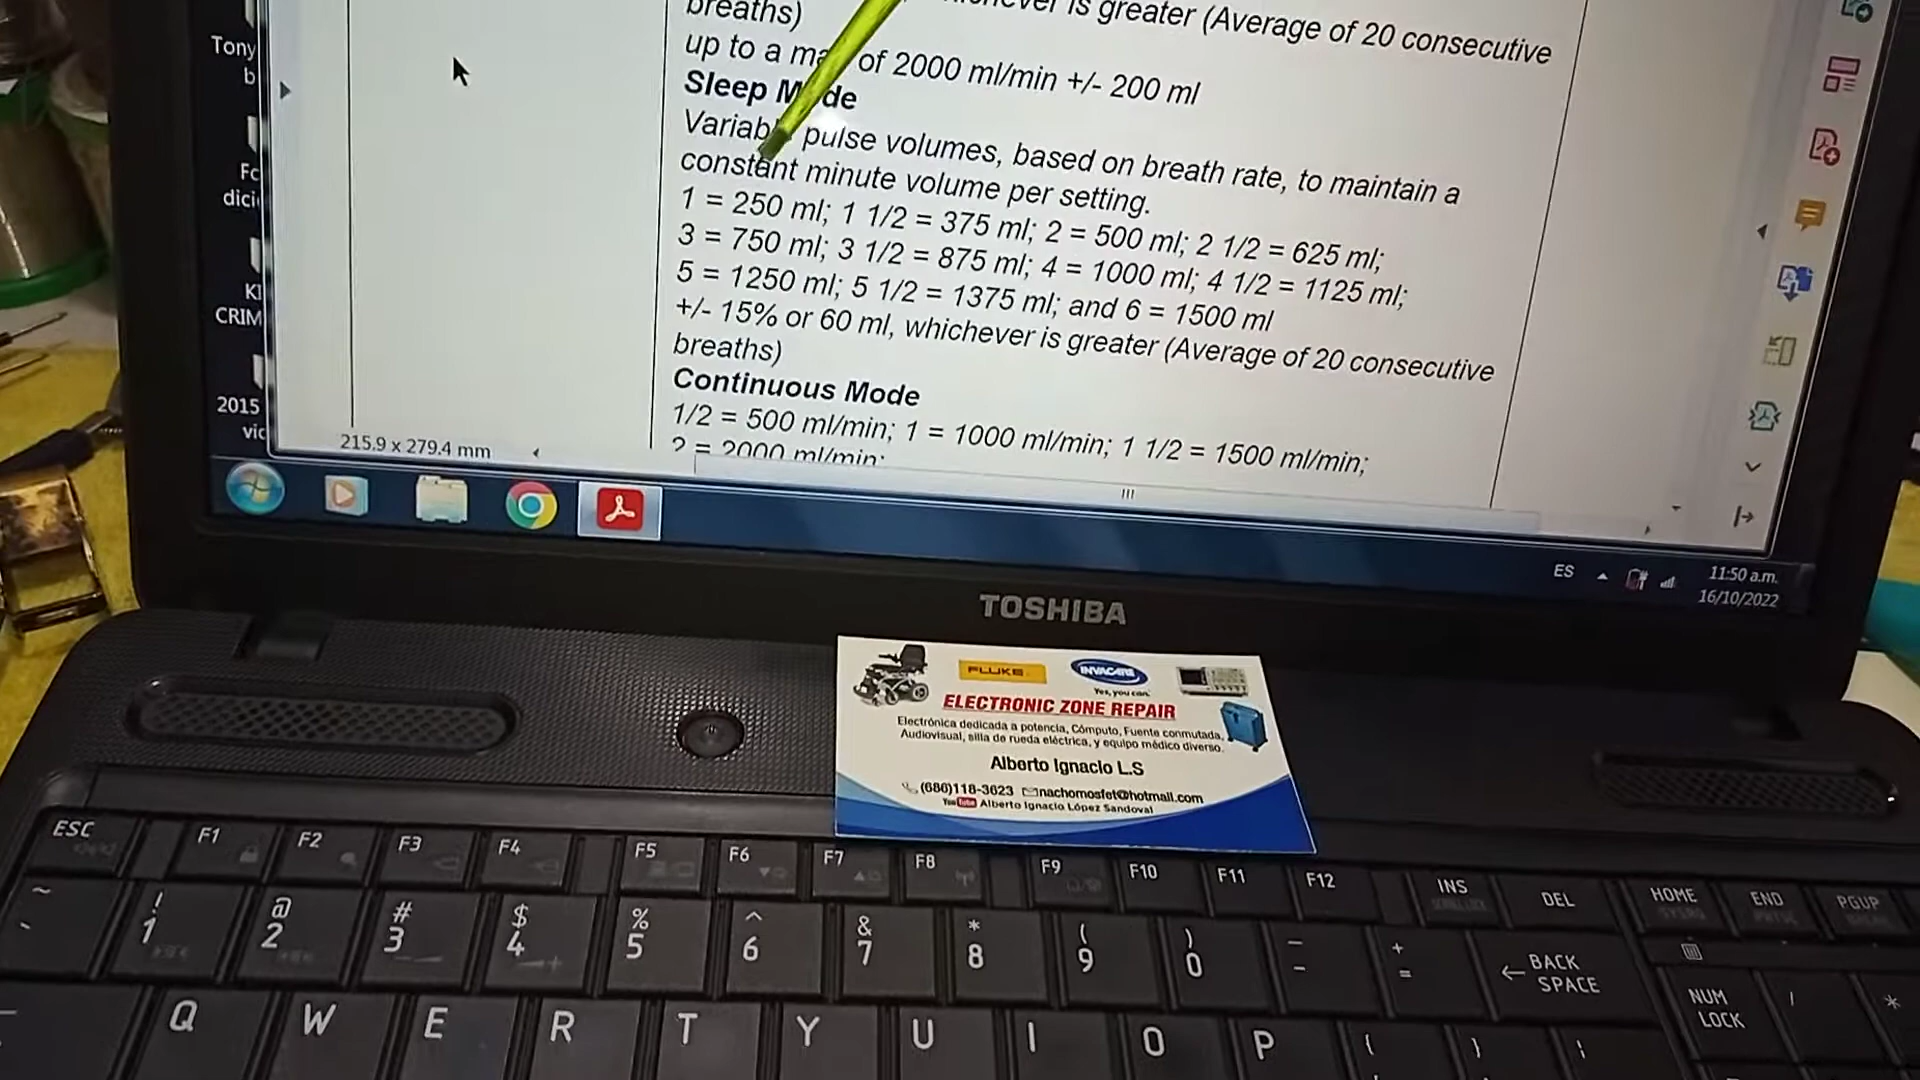 is greater (Average of 20 consecutive
breaths)
up to a of 2000 ml/min +/- 200 ml
Sleep Mode
pulse volumes, based on breath rate, to maintain a
constant minute volume per setting.
1 = 250 ml; 1 1/2 = 375 ml; 2 = 500 ml; 2 1/2 = 625 ml;
3 = 750 ml; 3 1/2 = 875 ml; 4 = 1000 ml; 4 1/2 = 1125 ml;
5 = 1250 ml; 5 1/2 = 1375 ml; and 6 = 1500 ml
+/- 15% or 60 ml, whichever is greater (Average of 20 consecutive
breaths)
Continuous Mode
1/2 = 500 ml/min; 1 = 1000 ml/min; 1 1/2 = 1500 ml/min;
2 = 2000 ml/min;
215.9 x 279.4 mm
Tony
b
Fc
dici
KI
CRIM
2015
vic
ES
11:50 a.m.
16/10/2022
TOSHIBA
FLUKE
INVACARE
Yes, you can.
ELECTRONIC ZONE REPAIR
Electrónica dedicada a potencia, Cómputo, Fuente conmutada,
Audiovisual, silla de rueda eléctrica, y equipo médico diverso.
Alberto Ignacio L.S
(686)118-3623 nachomosfet@hotmail.com
YouTube Alberto Ignacio López Sandoval
ESC F1 F2 F3 F4 F5 F6 F7 F8 F9 F10 F11 F12 INS DEL HOME END PGUP
~ ! @ # $ % ^ & * ( ) _ +
1 2 3 4 5 6 7 8 9 0 - = ← BACK SPACE
NUM LOCK / *
Q W E R T Y U I O P { } |